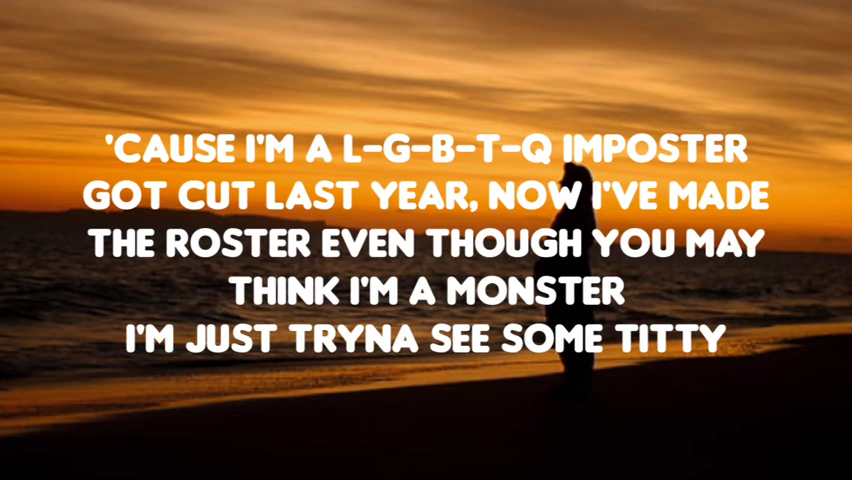 'CAUSE I'M A L-G-B-T-Q IMPOSTER
GOT CUT LAST YEAR, NOW I'VE MADE
THE ROSTER EVEN THOUGH YOU MAY
THINK I'M A MONSTER
I'M JUST TRYNA SEE SOME TITTY